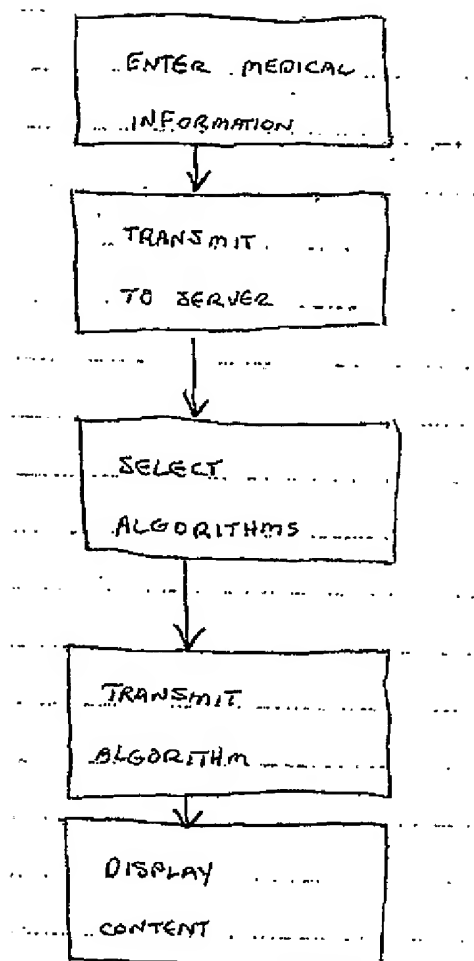 ENTER MEDICAL
INFORMATION
TRANSMIT
TO SERVER
SELECT
ALGORITHMS
TRANSMIT
ALGORITHM
DISPLAY
CONTENT